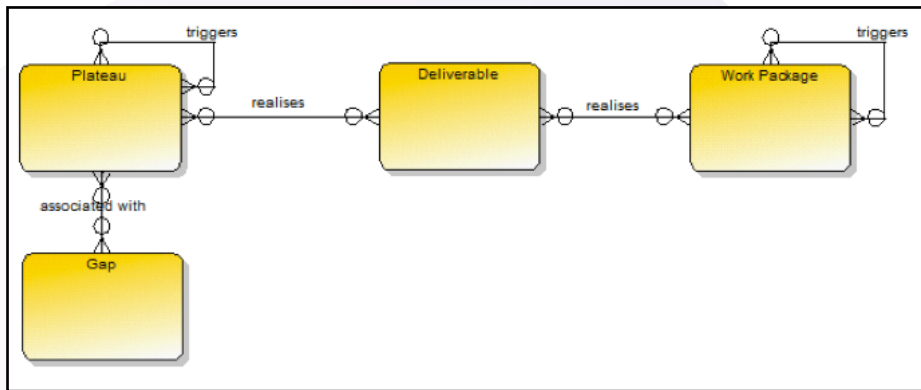 triggers
triggers
Plateau
Deliverable
Work Package
realises
realises
associated with
Gap